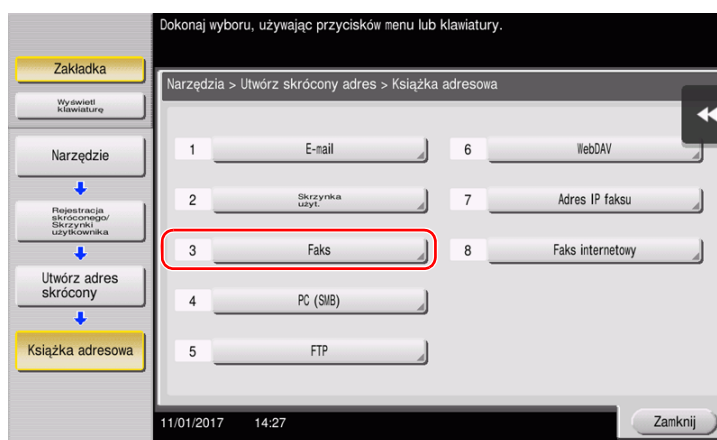 Dokonaj wyboru, używając przycisków menu lub klawiatury.
Zakładka
Wyświetl
klawiaturę
Narzędzie
Rejestracja
skróconego/
Skrzynki
użytkownika
Utwórz adres
skrócony
Książka adresowa
Narzędzia > Utwórz skrócony adres > Książka adresowa
1 E-mail
2 Skrzynka
użyt.
3 Faks
4 PC (SMB)
5 FTP
6 WebDAV
7 Adres IP faksu
8 Faks internetowy
11/01/2017 14:27
Zamknij